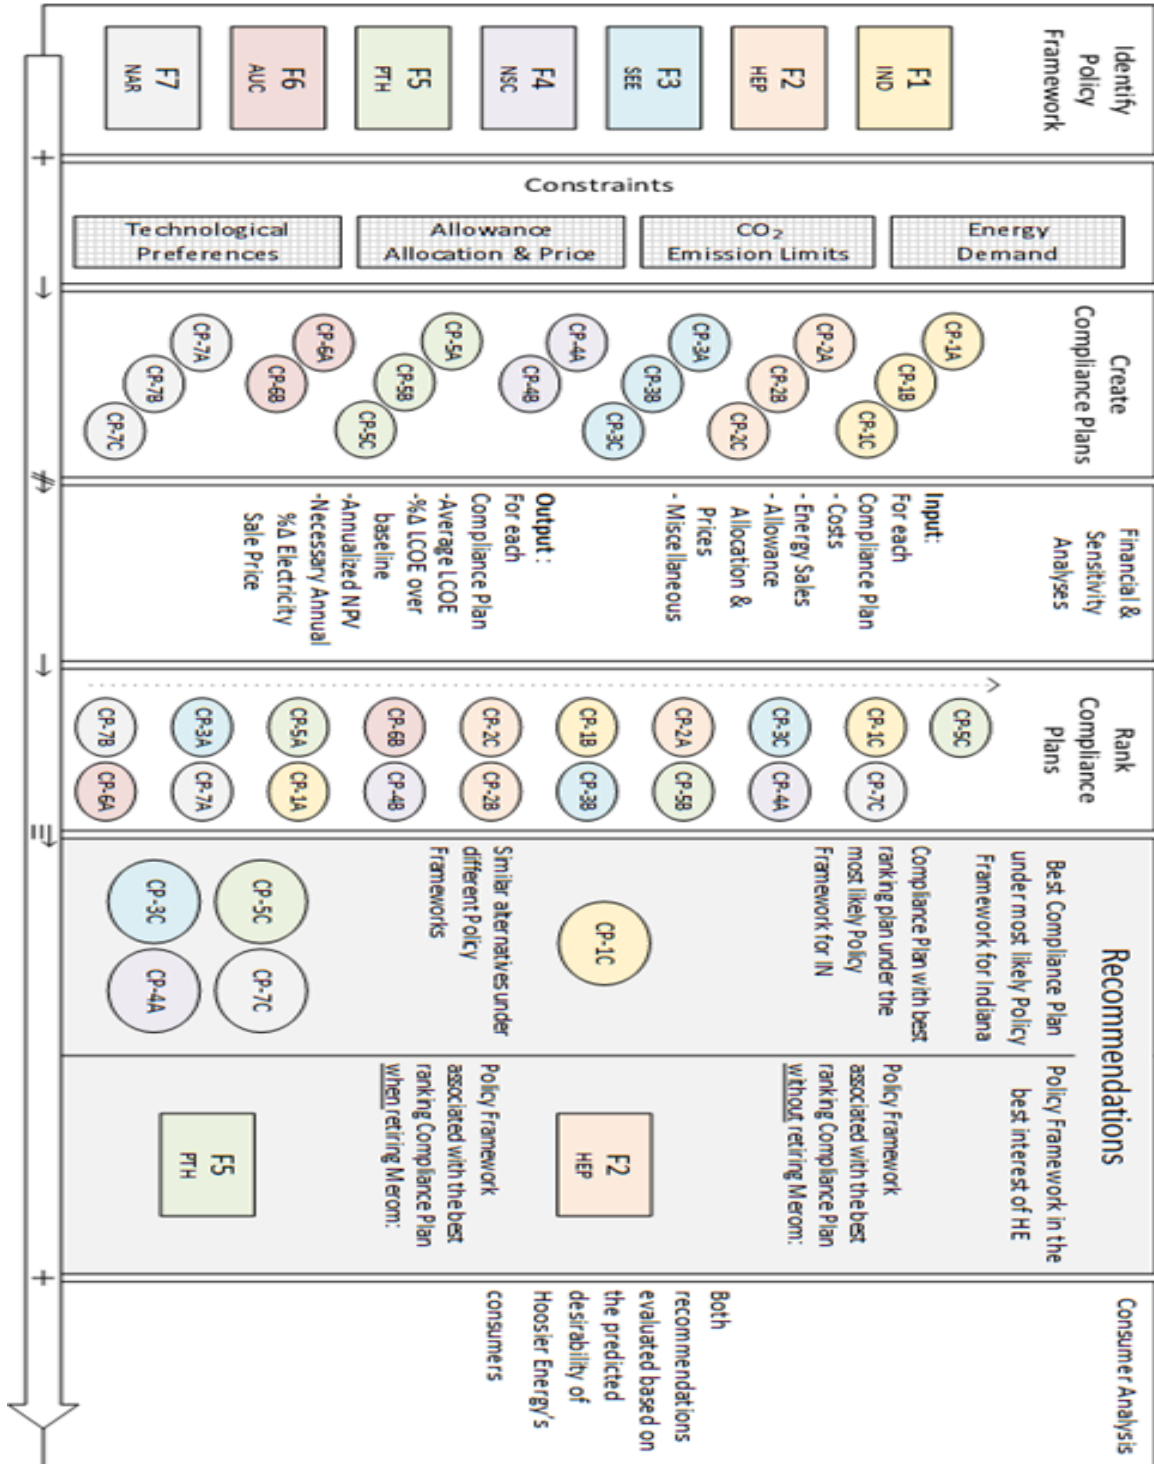 Identify
Policy
Framework
F1
IND
F2
HEP
F3
SEE
F4
NSC
F5
PTH
F6
AUC
F7
NAR
Constraints
Energy
Demand
CO₂
Emission Limits
Allowance
Allocation & Price
Technological
Preferences
Create
Compliance Plans
CP-1A
CP-1B
CP-1C
CP-2A
CP-2B
CP-2C
CP-3A
CP-3B
CP-3C
CP-4A
CP-4B
CP-5A
CP-5B
CP-5C
CP-6A
CP-6B
CP-7A
CP-7B
CP-7C
Financial &
Sensitivity
Analyses
Input:
For each
Compliance Plan
- Costs
- Energy Sales
- Allowance
Allocation &
Prices
- Miscellaneous
Output :
For each
Compliance Plan
-Average LCOE
-%Δ LCOE over
baseline
-Annualized NPV
-Necessary Annual
%Δ Electricity
Sale Price
Rank
Compliance
Plans
CP-5C
CP-1C
CP-7C
CP-3C
CP-4A
CP-2A
CP-5B
CP-1B
CP-3B
CP-2C
CP-2B
CP-6B
CP-4B
CP-5A
CP-1A
CP-3A
CP-7A
CP-7B
CP-6A
Recommendations
Best Compliance Plan
under most likely Policy
Framework for Indiana
Compliance Plan with best
ranking plan under the
most likely Policy
Framework for IN
CP-1C
Similar aternatives under
different Policy
Frameworks
CP-5C
CP-7C
CP-3C
CP-4A
Policy Framework in the
best interest of HE
Policy Framework
associated with the best
ranking Compliance Plan
without retiring Merom:
F2
HEP
Policy Framework
associated with the best
ranking Compliance Plan
when retiring Merom:
F5
PTH
Consumer Analysis
Both
recommendations
evaluated based on
the predicted
desirability of
Hoosier Energy's
consumers
+
//
=
+